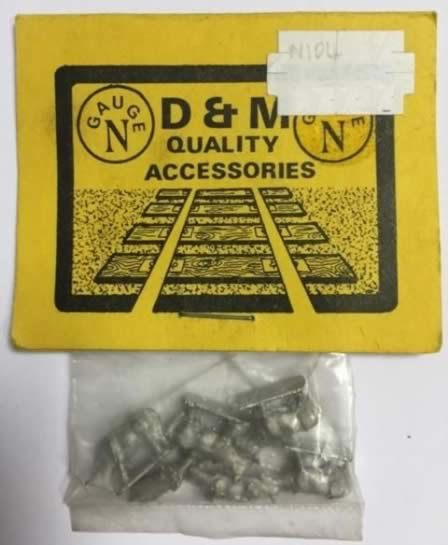 N104
GAUGE
N
D & M
QUALITY
ACCESSORIES
GAUGE
N